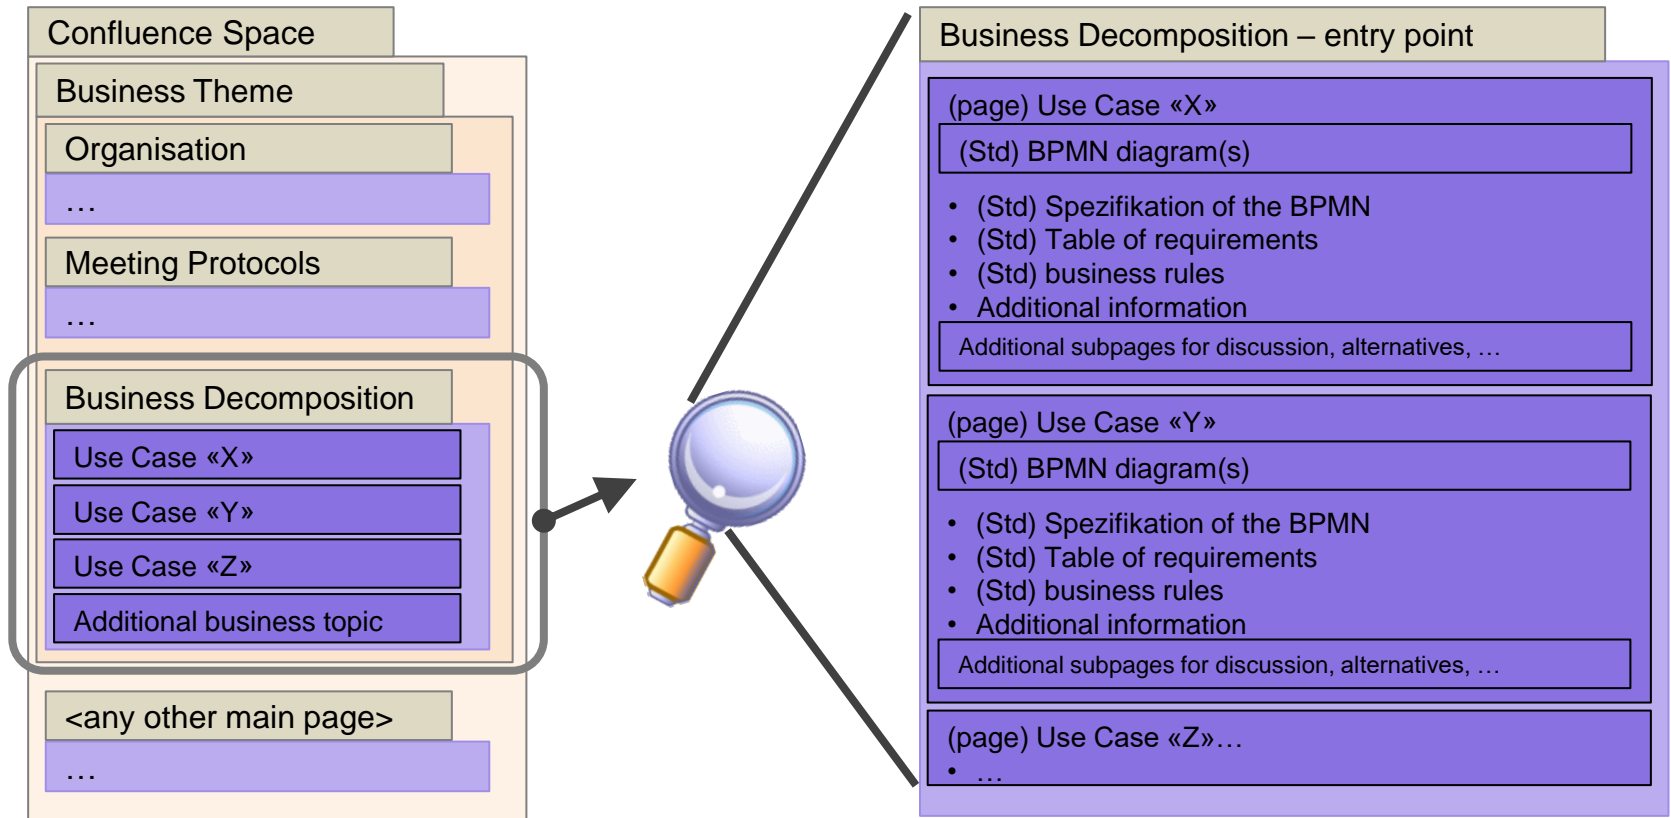 Confluence Space
Business Theme
Organisation
…
Meeting Protocols
…
Business Decomposition
Use Case «X»
Use Case «Y»
Use Case «Z»
Additional business topic
<any other main page>
…
Business Decomposition – entry point
(page) Use Case «X»
(Std) BPMN diagram(s)
• (Std) Spezifikation of the BPMN
• (Std) Table of requirements
• (Std) business rules
• Additional information
Additional subpages for discussion, alternatives, …
(page) Use Case «Y»
(Std) BPMN diagram(s)
• (Std) Spezifikation of the BPMN
• (Std) Table of requirements
• (Std) business rules
• Additional information
Additional subpages for discussion, alternatives, …
(page) Use Case «Z»…
• …